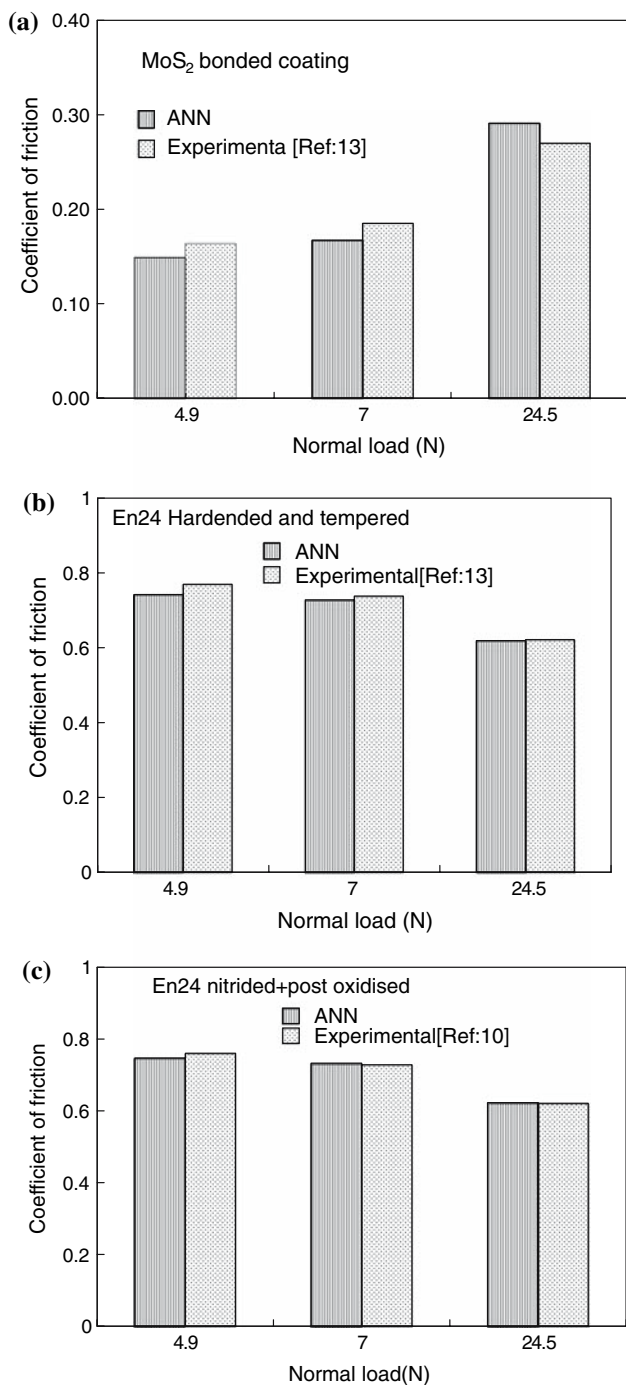 (a)
0.40
MoS₂ bonded coating
ANN
Experimenta [Ref:13]
0.30
0.20
0.10
0.00
Coefficient of friction
4.9 7 24.5
Normal load (N)
(b)
1
En24 Hardended and tempered
ANN
Experimental[Ref:13]
0.8
0.6
0.4
0.2
0
Coefficient of friction
4.9 7 24.5
Normal load (N)
(c)
1
En24 nitrided+post oxidised
ANN
Experimental[Ref:10]
0.8
0.6
0.4
0.2
0
Coefficient of friction
4.9 7 24.5
Normal load(N)